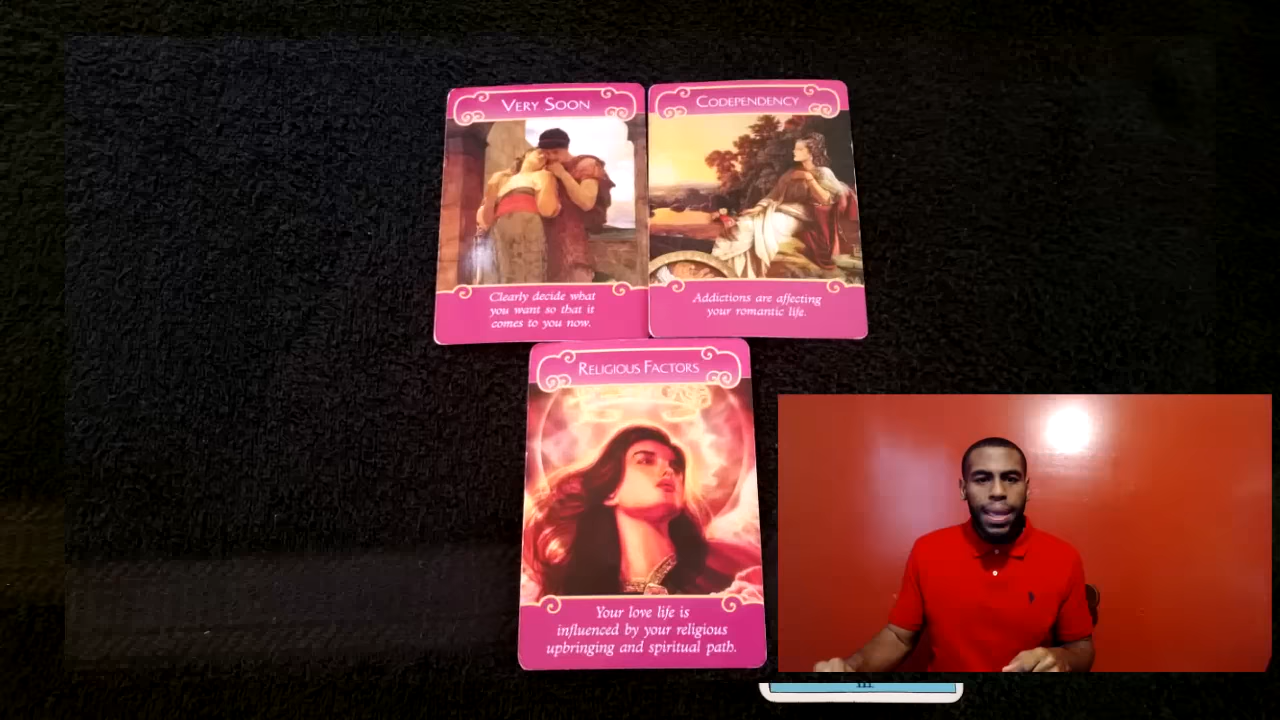 VERY SOON
Clearly decide what
you want so that it
comes to you now.
CODEPENDENCY
Addictions are affecting
your romantic life.
RELIGIOUS FACTORS
Your love life is
influenced by your religious
upbringing and spiritual path.
III